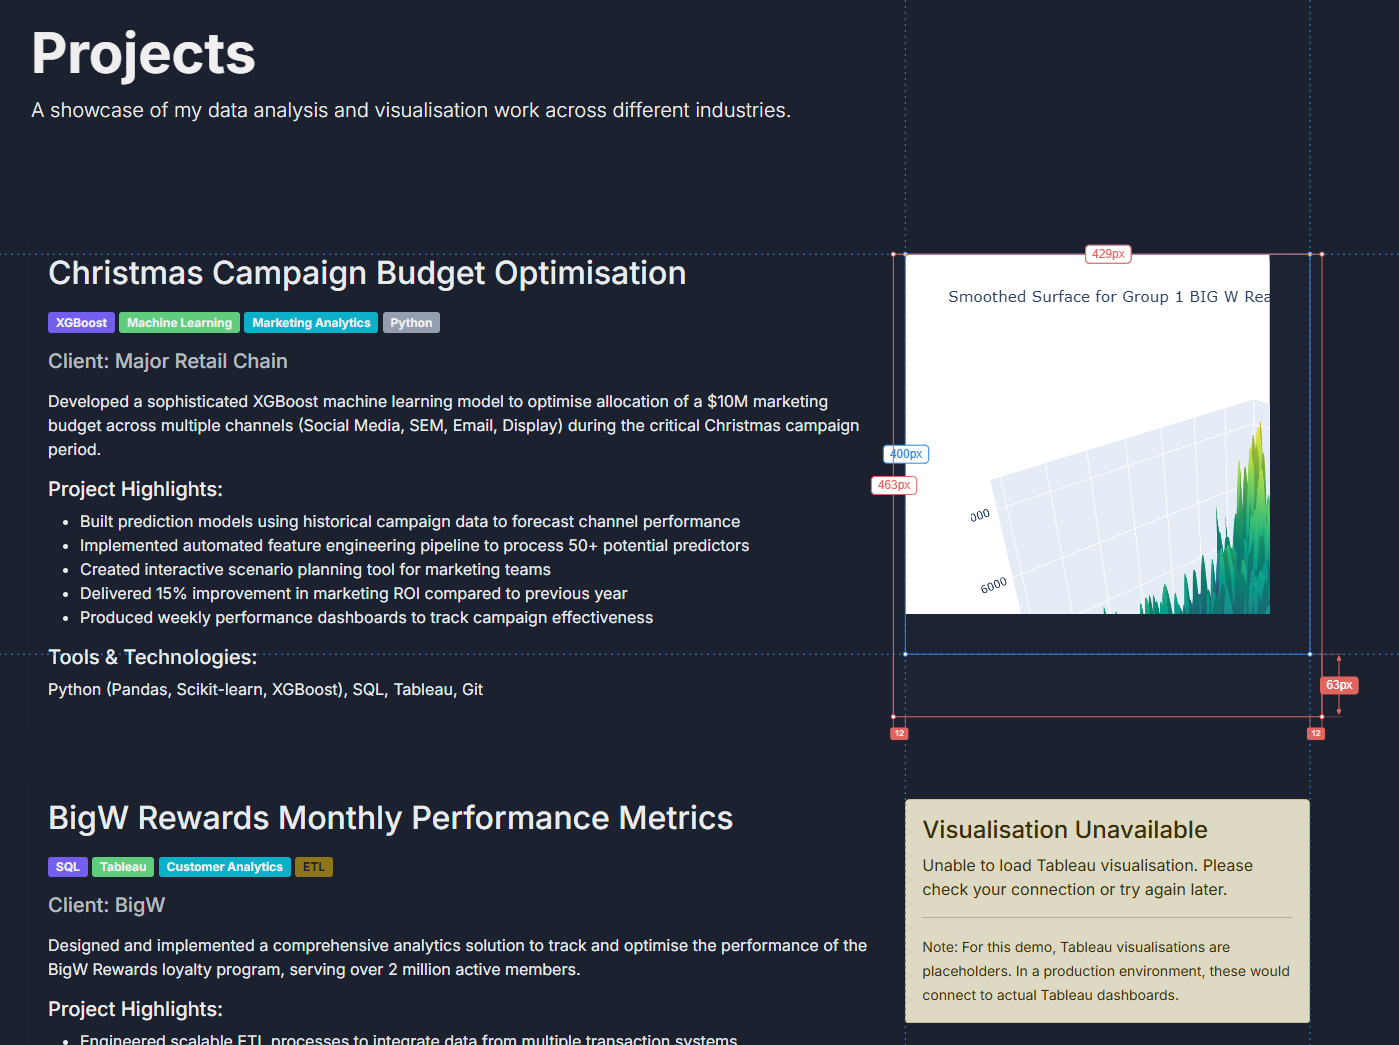 Projects
A showcase of my data analysis and visualisation work across different industries.
Christmas Campaign Budget Optimisation
XGBoost Machine Learning Marketing Analytics Python
Client: Major Retail Chain
Developed a sophisticated XGBoost machine learning model to optimise allocation of a $10M marketing
budget across multiple channels (Social Media, SEM, Email, Display) during the critical Christmas campaign
period.
Project Highlights:
• Built prediction models using historical campaign data to forecast channel performance
• Implemented automated feature engineering pipeline to process 50+ potential predictors
• Created interactive scenario planning tool for marketing teams
• Delivered 15% improvement in marketing ROI compared to previous year
• Produced weekly performance dashboards to track campaign effectiveness
Tools & Technologies:
Python (Pandas, Scikit-learn, XGBoost), SQL, Tableau, Git
429px
Smoothed Surface for Group 1 BIG W Rea
400px
463px
000
6000
63px
12
12
BigW Rewards Monthly Performance Metrics
SQL Tableau Customer Analytics ETL
Client: BigW
Designed and implemented a comprehensive analytics solution to track and optimise the performance of the
BigW Rewards loyalty program, serving over 2 million active members.
Project Highlights:
• Engineered scalable ETL processes to integrate data from multiple transaction systems
Visualisation Unavailable
Unable to load Tableau visualisation. Please
check your connection or try again later.
Note: For this demo, Tableau visualisations are
placeholders. In a production environment, these would
connect to actual Tableau dashboards.